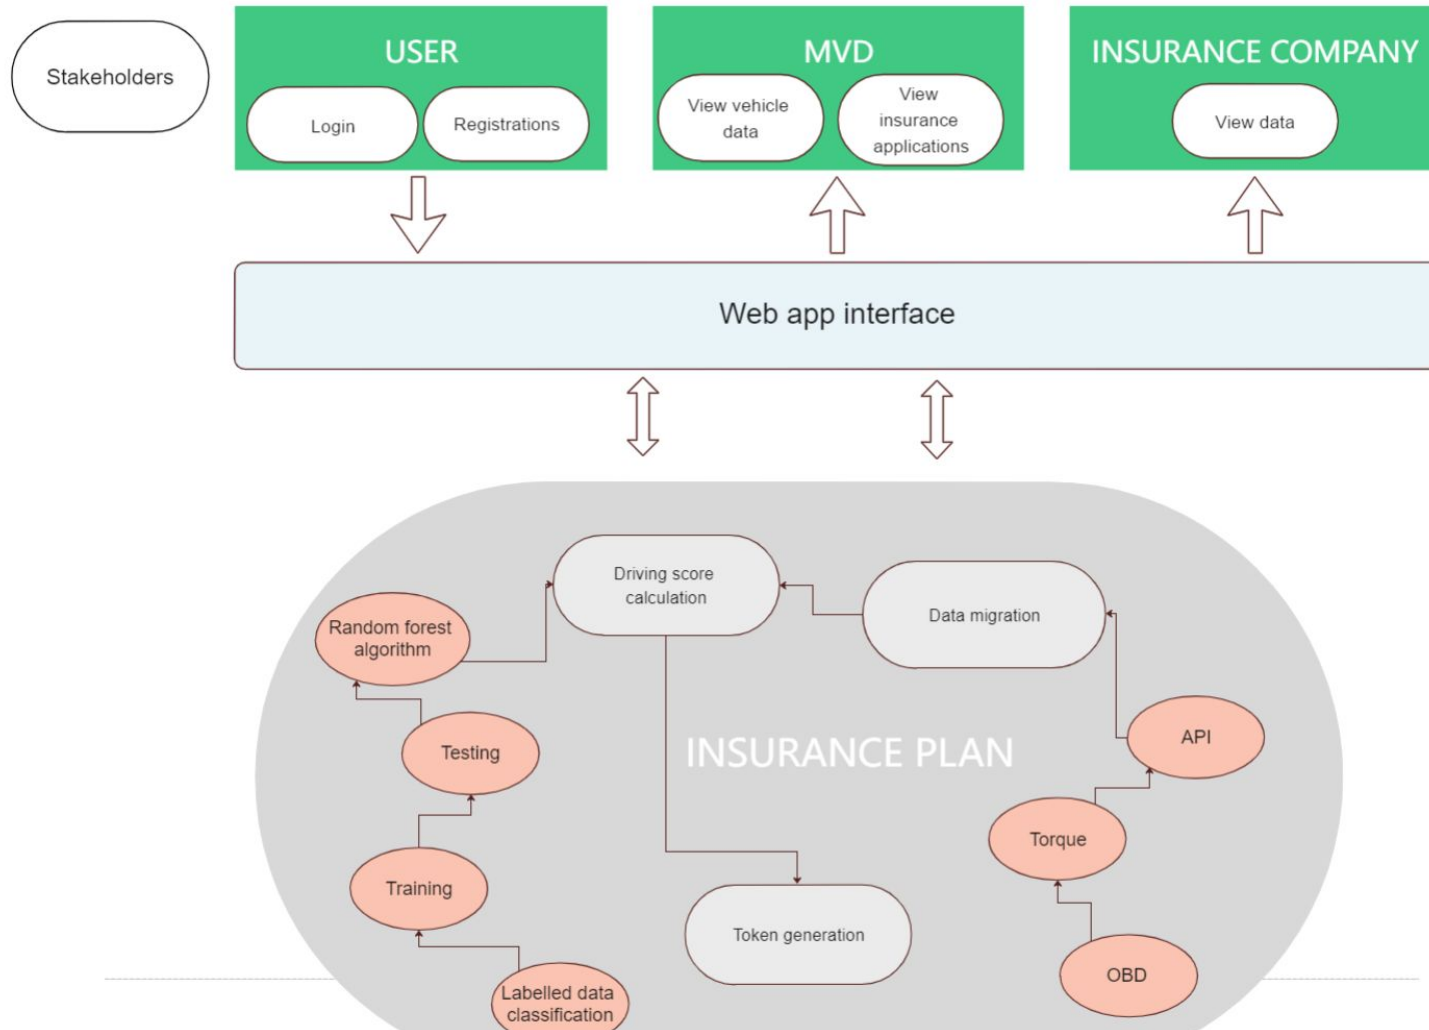 Stakeholders
USER
Login
Registrations
MVD
View vehicle
data
View
insurance
applications
INSURANCE COMPANY
View data
Web app interface
Driving score
calculation
Data migration
Random forest
algorithm
Testing
INSURANCE PLAN
API
Torque
Training
Token generation
OBD
Labelled data
classification